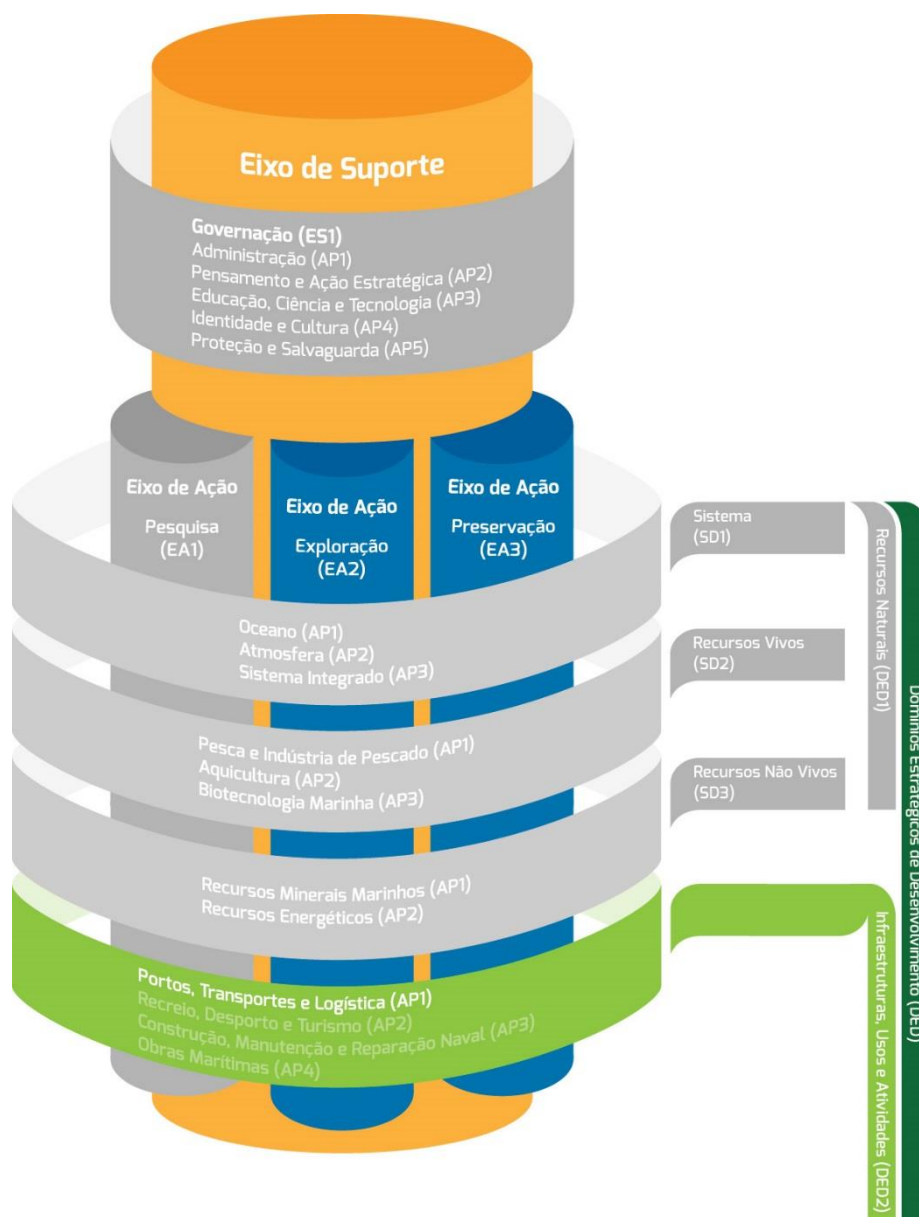 Eixo de Suporte
Governação (ES1)
Administração (AP1)
Pensamento e Ação Estratégica (AP2)
Educação, Ciência e Tecnologia (AP3)
Identidade e Cultura (AP4)
Proteção e Salvaguarda (AP5)
Eixo de Ação
Pesquisa
(EA1)
Eixo de Ação
Exploração
(EA2)
Eixo de Ação
Preservação
(EA3)
Oceano (AP1)
Atmosfera (AP2)
Sistema Integrado (AP3)
Pesca e Indústria de Pescado (AP1)
Aquicultura (AP2)
Biotecnologia Marinha (AP3)
Recursos Minerais Marinhos (AP1)
Recursos Energéticos (AP2)
Portos, Transportes e Logística (AP1)
Recreio, Desporto e Turismo (AP2)
Construção, Manutenção e Reparação Naval (AP3)
Obras Marítimas (AP4)
Sistema
(SD1)
Recursos Vivos
(SD2)
Recursos Não Vivos
(SD3)
Recursos Naturais (DED1)
Infraestruturas, Usos e Atividades (DED2)
Domínios Estratégicos de Desenvolvimento (DED)